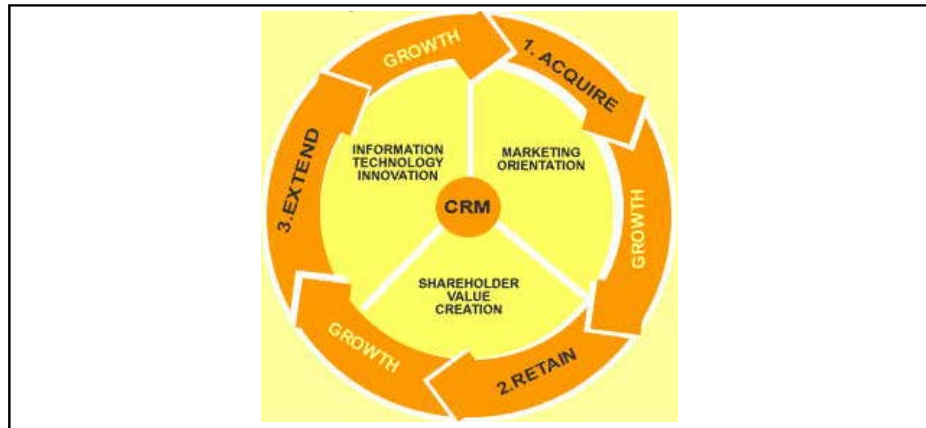 GROWTH
1. ACQUIRE
GROWTH
2.RETAIN
GROWTH
3.EXTEND
INFORMATION
TECHNOLOGY
INNOVATION
MARKETING
ORIENTATION
CRM
SHAREHOLDER
VALUE
CREATION